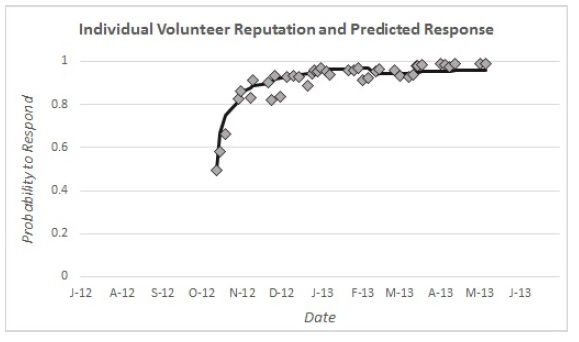 Individual Volunteer Reputation and Predicted Response
1
0.8
0.6
0.4
0.2
0
Probability to Respond
J-12 A-12 S-12 O-12 N-12 D-12 J-13 F-13 M-13 A-13 M-13 J-13
Date